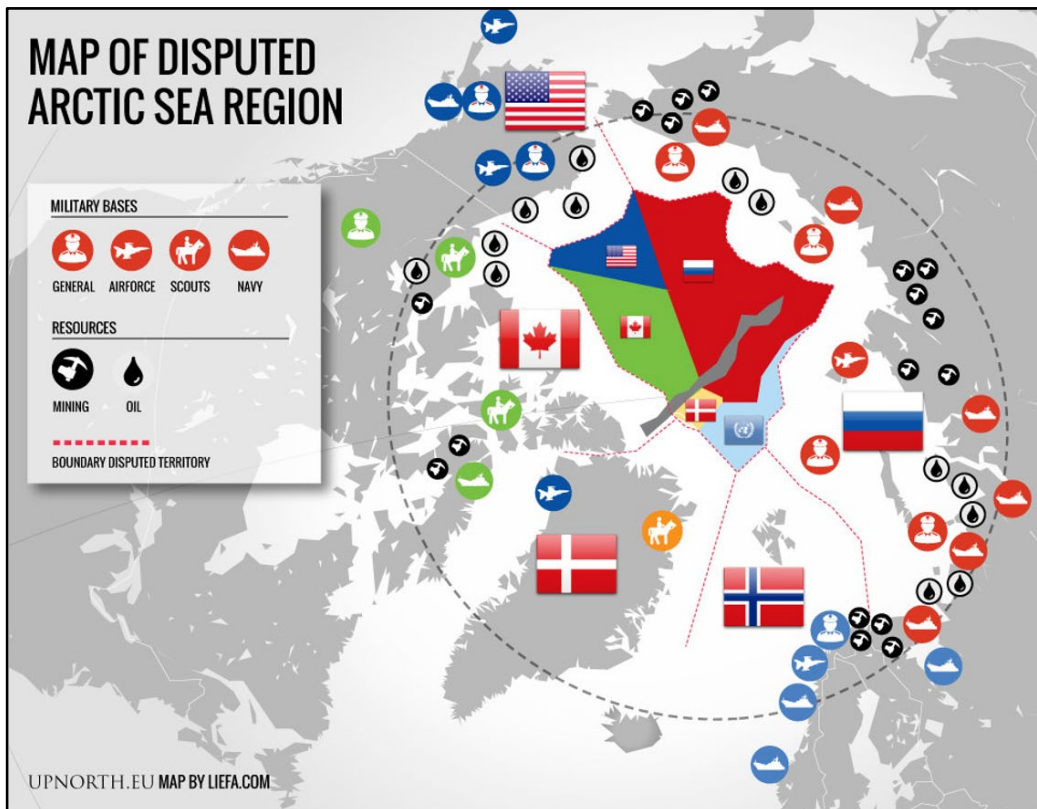 MAP OF DISPUTED
ARCTIC SEA REGION
MILITARY BASES
GENERAL AIRFORCE SCOUTS NAVY
RESOURCES
MINING OIL
BOUNDARY DISPUTED TERRITORY
UPNORTH.EU MAP BY LIEFA.COM